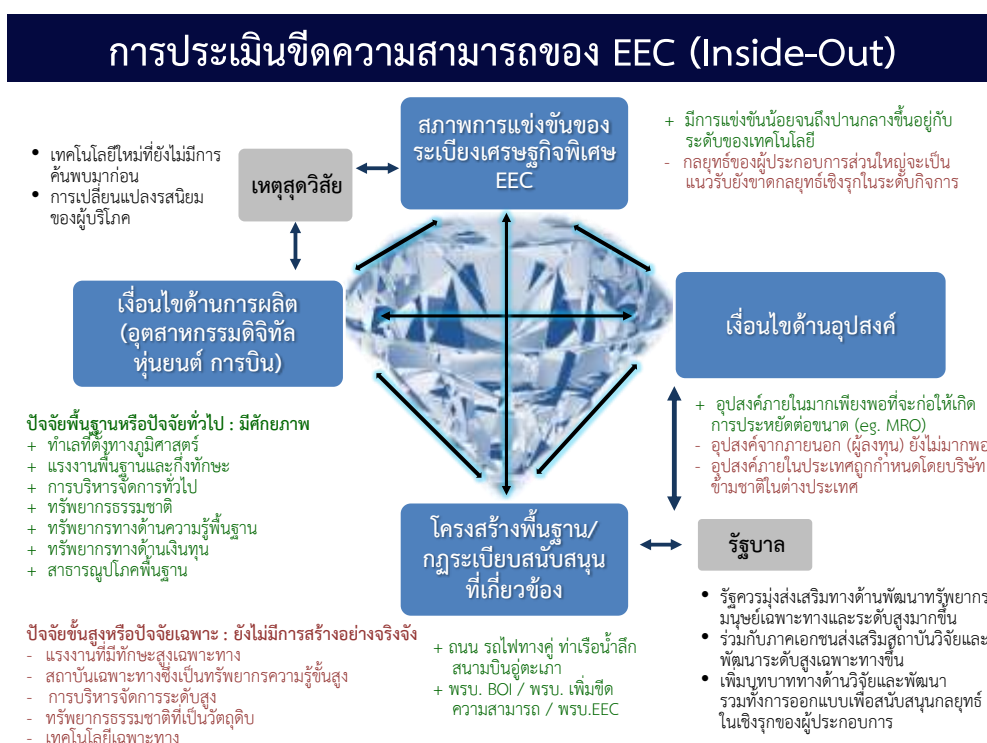 การประเมินขีดความสามารถของ EEC (Inside-Out)
สภาพการแข่งขันของ
ระเบียงเศรษฐกิจพิเศษ
EEC
+ มีการแข่งขันน้อยจนถึงปานกลางขึ้นอยู่กับ
ระดับของเทคโนโลยี
- กลยุทธ์ของผู้ประกอบการส่วนใหญ่จะเป็น
แนวรับยังขาดกลยุทธ์เชิงรุกในระดับกิจการ
• เทคโนโลยีใหม่ที่ยังไม่มีการ
ค้นพบมาก่อน
• การเปลี่ยนแปลงรสนิยม
ของผู้บริโภค
เหตุสุดวิสัย
เงื่อนไขด้านการผลิต
(อุตสาหกรรมดิจิทัล
หุ่นยนต์ การบิน)
เงื่อนไขด้านอุปสงค์
ปัจจัยพื้นฐานหรือปัจจัยทั่วไป : มีศักยภาพ
+ ทำเลที่ตั้งทางภูมิศาสตร์
+ แรงงานพื้นฐานและกึ่งทักษะ
+ การบริหารจัดการทั่วไป
+ ทรัพยากรธรรมชาติ
+ ทรัพยากรทางด้านความรู้พื้นฐาน
+ ทรัพยากรทางด้านเงินทุน
+ สาธารณูปโภคพื้นฐาน
+ อุปสงค์ภายในมากเพียงพอที่จะก่อให้เกิด
การประหยัดต่อขนาด (eg. MRO)
- อุปสงค์จากภายนอก (ผู้ลงทุน) ยังไม่มากพอ
- อุปสงค์ภายในประเทศถูกกำหนดโดยบริษัท
ข้ามชาติในต่างประเทศ
โครงสร้างพื้นฐาน/
กฎระเบียบสนับสนุน
ที่เกี่ยวข้อง
รัฐบาล
ปัจจัยขั้นสูงหรือปัจจัยเฉพาะ : ยังไม่มีการสร้างอย่างจริงจัง
- แรงงานที่มีทักษะสูงเฉพาะทาง
- สถาบันเฉพาะทางซึ่งเป็นทรัพยากรความรู้ขั้นสูง
- การบริหารจัดการระดับสูง
- ทรัพยากรธรรมชาติที่เป็นวัตถุดิบ
- เทคโนโลยีเฉพาะทาง
+ ถนน รถไฟทางคู่ ท่าเรือน้ำลึก
สนามบินอู่ตะเภา
+ พรบ. BOI / พรบ. เพิ่มขีด
ความสามารถ / พรบ.EEC
• รัฐควรมุ่งส่งเสริมทางด้านพัฒนาทรัพยากร
มนุษย์เฉพาะทางและระดับสูงมากขึ้น
• ร่วมกับภาคเอกชนส่งเสริมสถาบันวิจัยและ
พัฒนาระดับสูงเฉพาะทางขึ้น
• เพิ่มบทบาททางด้านวิจัยและพัฒนา
รวมทั้งการออกแบบเพื่อสนับสนุนกลยุทธ์
ในเชิงรุกของผู้ประกอบการ